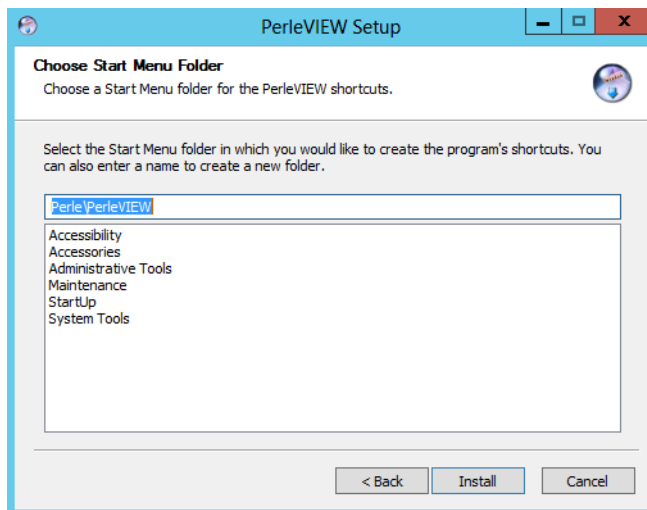 PerleVIEW Setup
Choose Start Menu Folder
Choose a Start Menu folder for the PerleVIEW shortcuts.
Select the Start Menu folder in which you would like to create the program's shortcuts. You
can also enter a name to create a new folder.
Perle\PerleVIEW
Accessibility
Accessories
Administrative Tools
Maintenance
StartUp
System Tools
< Back
Install
Cancel